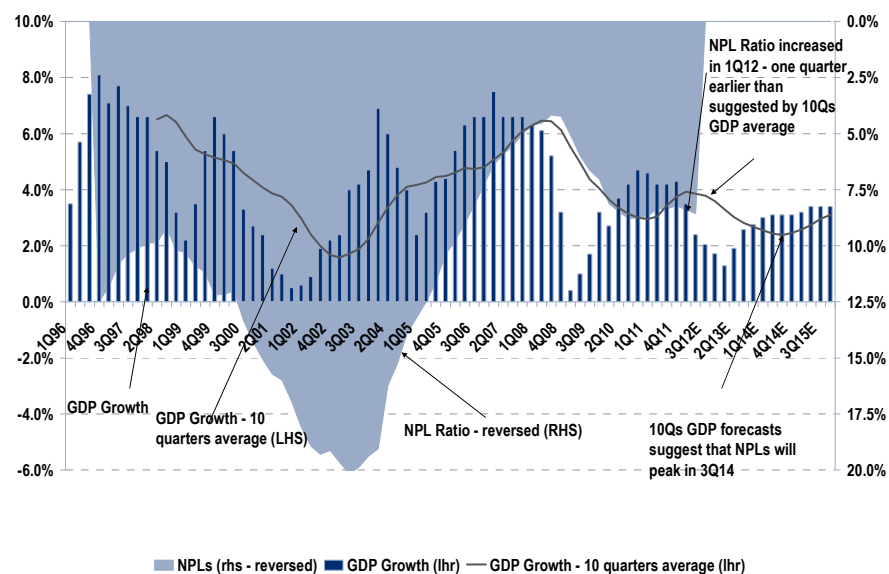 10.0%
8.0%
6.0%
4.0%
2.0%
0.0%
-2.0%
-4.0%
-6.0%
0.0%
2.5%
5.0%
7.5%
10.0%
12.5%
15.0%
17.5%
20.0%
NPL Ratio increased
in 1Q12 - one quarter
earlier than
suggested by 10Qs
GDP average
1Q96
4Q96
3Q97
2Q98
1Q99
4Q99
3Q00
2Q01
1Q02
4Q02
3Q03
2Q04
1Q05
4Q05
3Q06
2Q07
1Q08
4Q08
3Q09
2Q10
1Q11
4Q11
3Q12E
2Q13E
1Q14E
4Q14E
3Q15E
GDP Growth
GDP Growth - 10
quarters average (LHS)
NPL Ratio - reversed (RHS)
10Qs GDP forecasts
suggest that NPLs will
peak in 3Q14
NPLs (rhs - reversed)
GDP Growth (lhr)
GDP Growth - 10 quarters average (lhr)